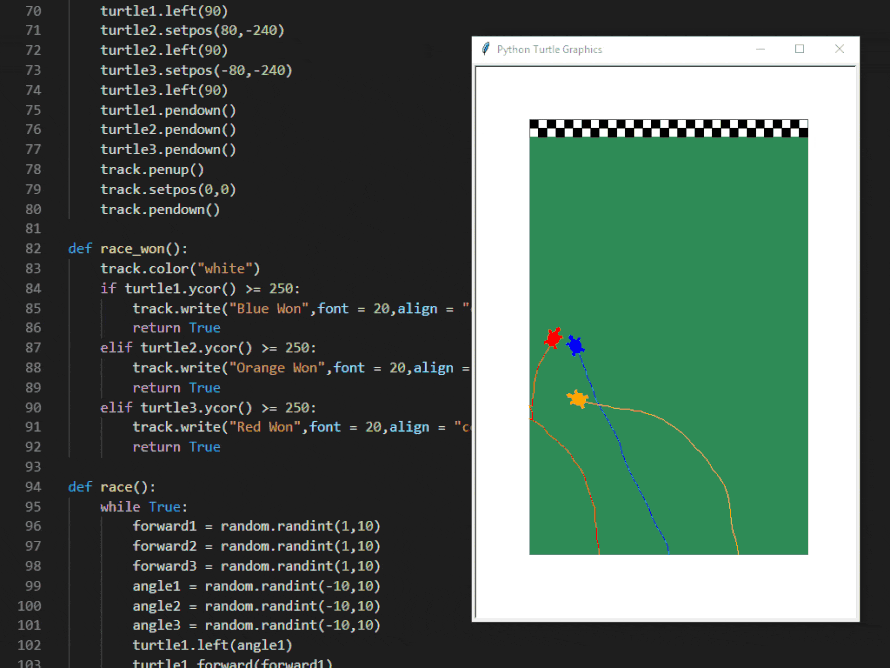 70 turtle1.left(90)
71 turtle2.setpos(80,-240)
72 turtle2.left(90)
73 turtle3.setpos(-80,-240)
74 turtle3.left(90)
75 turtle1.pendown()
76 turtle2.pendown()
77 turtle3.pendown()
78 track.penup()
79 track.setpos(0,0)
80 track.pendown()
81
82 def race_won():
83 track.color("white")
84 if turtle1.ycor() >= 250:
85 track.write("Blue Won",font = 20,align = "
86 return True
87 elif turtle2.ycor() >= 250:
88 track.write("Orange Won",font = 20,align =
89 return True
90 elif turtle3.ycor() >= 250:
91 track.write("Red Won",font = 20,align = "c
92 return True
93
94 def race():
95 while True:
96 forward1 = random.randint(1,10)
97 forward2 = random.randint(1,10)
98 forward3 = random.randint(1,10)
99 angle1 = random.randint(-10,10)
100 angle2 = random.randint(-10,10)
101 angle3 = random.randint(-10,10)
102 turtle1.left(angle1)
103 turtle1.forward(forward1)
Python Turtle Graphics